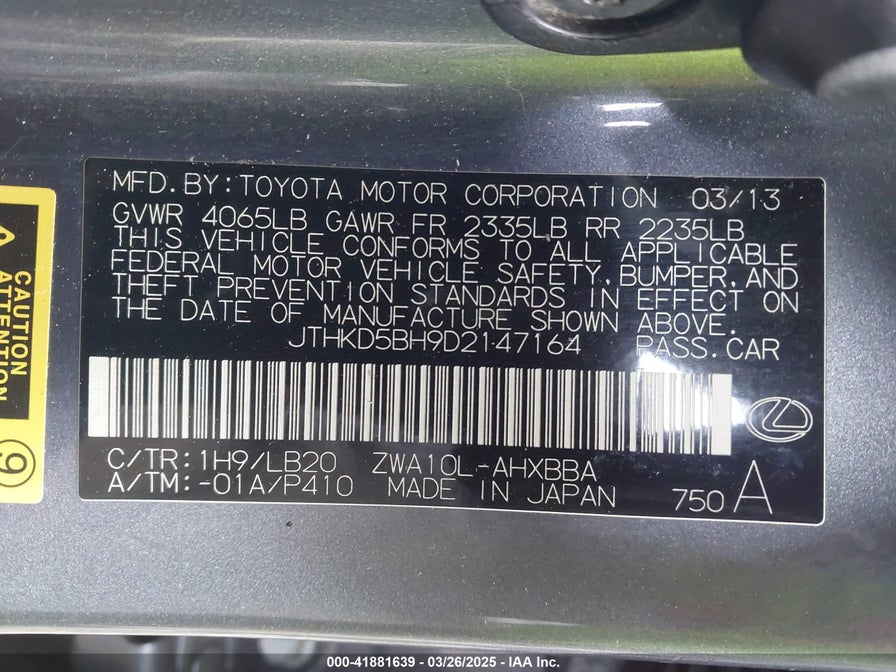 MFD.BY:TOYOTA MOTOR CORPORATION 03/13
GVWR 4065LB GAWR FR 2335LB RR 2235LB
THIS VEHICLE CONFORMS TO ALL APPLICABLE
FEDERAL MOTOR VEHICLE SAFETY,BUMPER,AND
THEFT PREVENTION STANDARDS IN EFFECT ON
THE DATE OF MANUFACTURE SHOWN ABOVE.
JTHKD5BH9D2147164 PASS.CAR
C/TR:1H9/LB20 ZWA10L-AHXBBA
A/TM:-01A/P410 MADE IN JAPAN 750 A
CAUTION
ATTENTION
9
000-41881639 - 03/26/2025 - IAA Inc.